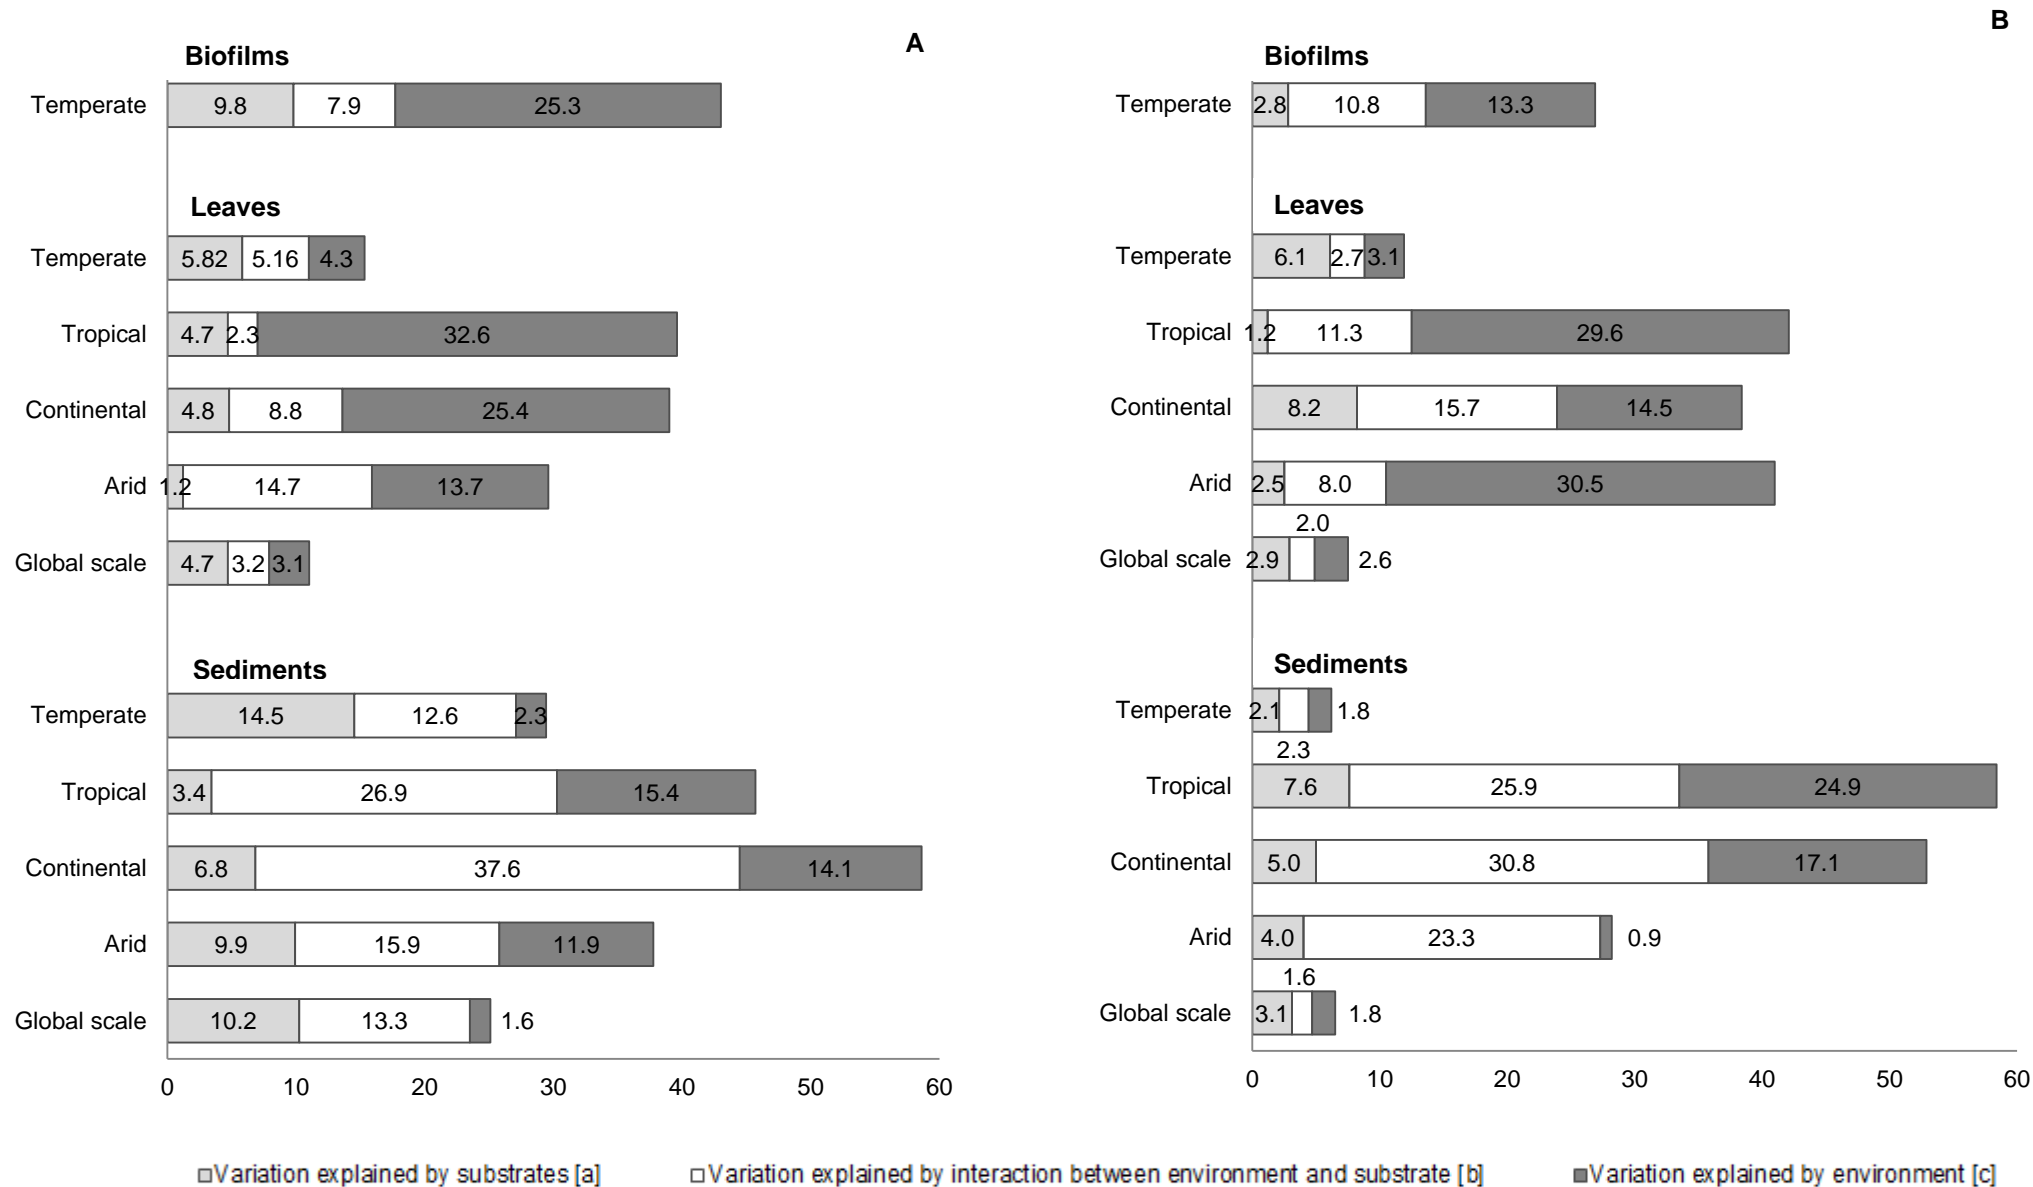 A
Biofilms
Temperate 9.8 7.9 25.3
Leaves
Temperate 5.82 5.16 4.3
Tropical 4.7 2.3 32.6
Continental 4.8 8.8 25.4
Arid 1.2 14.7 13.7
Global scale 4.7 3.2 3.1
Sediments
Temperate 14.5 12.6 2.3
Tropical 3.4 26.9 15.4
Continental 6.8 37.6 14.1
Arid 9.9 15.9 11.9
Global scale 10.2 13.3 1.6
0 10 20 30 40 50 60
B
Biofilms
Temperate 2.8 10.8 13.3
Leaves
Temperate 6.1 2.7 3.1
Tropical 1.2 11.3 29.6
Continental 8.2 15.7 14.5
Arid 2.5 8.0 30.5
2.0
Global scale 2.9 2.6
Sediments
Temperate 2.1 1.8
2.3
Tropical 7.6 25.9 24.9
Continental 5.0 30.8 17.1
Arid 4.0 23.3 0.9
1.6
Global scale 3.1 1.8
0 10 20 30 40 50 60
Variation explained by substrates [a] Variation explained by interaction between environment and substrate [b] Variation explained by environment [c]